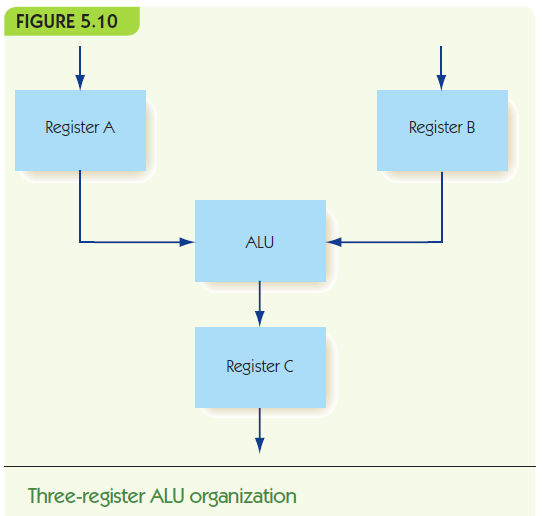 FIGURE 5.10
Register A
Register B
ALU
Register C
Three-register ALU organization